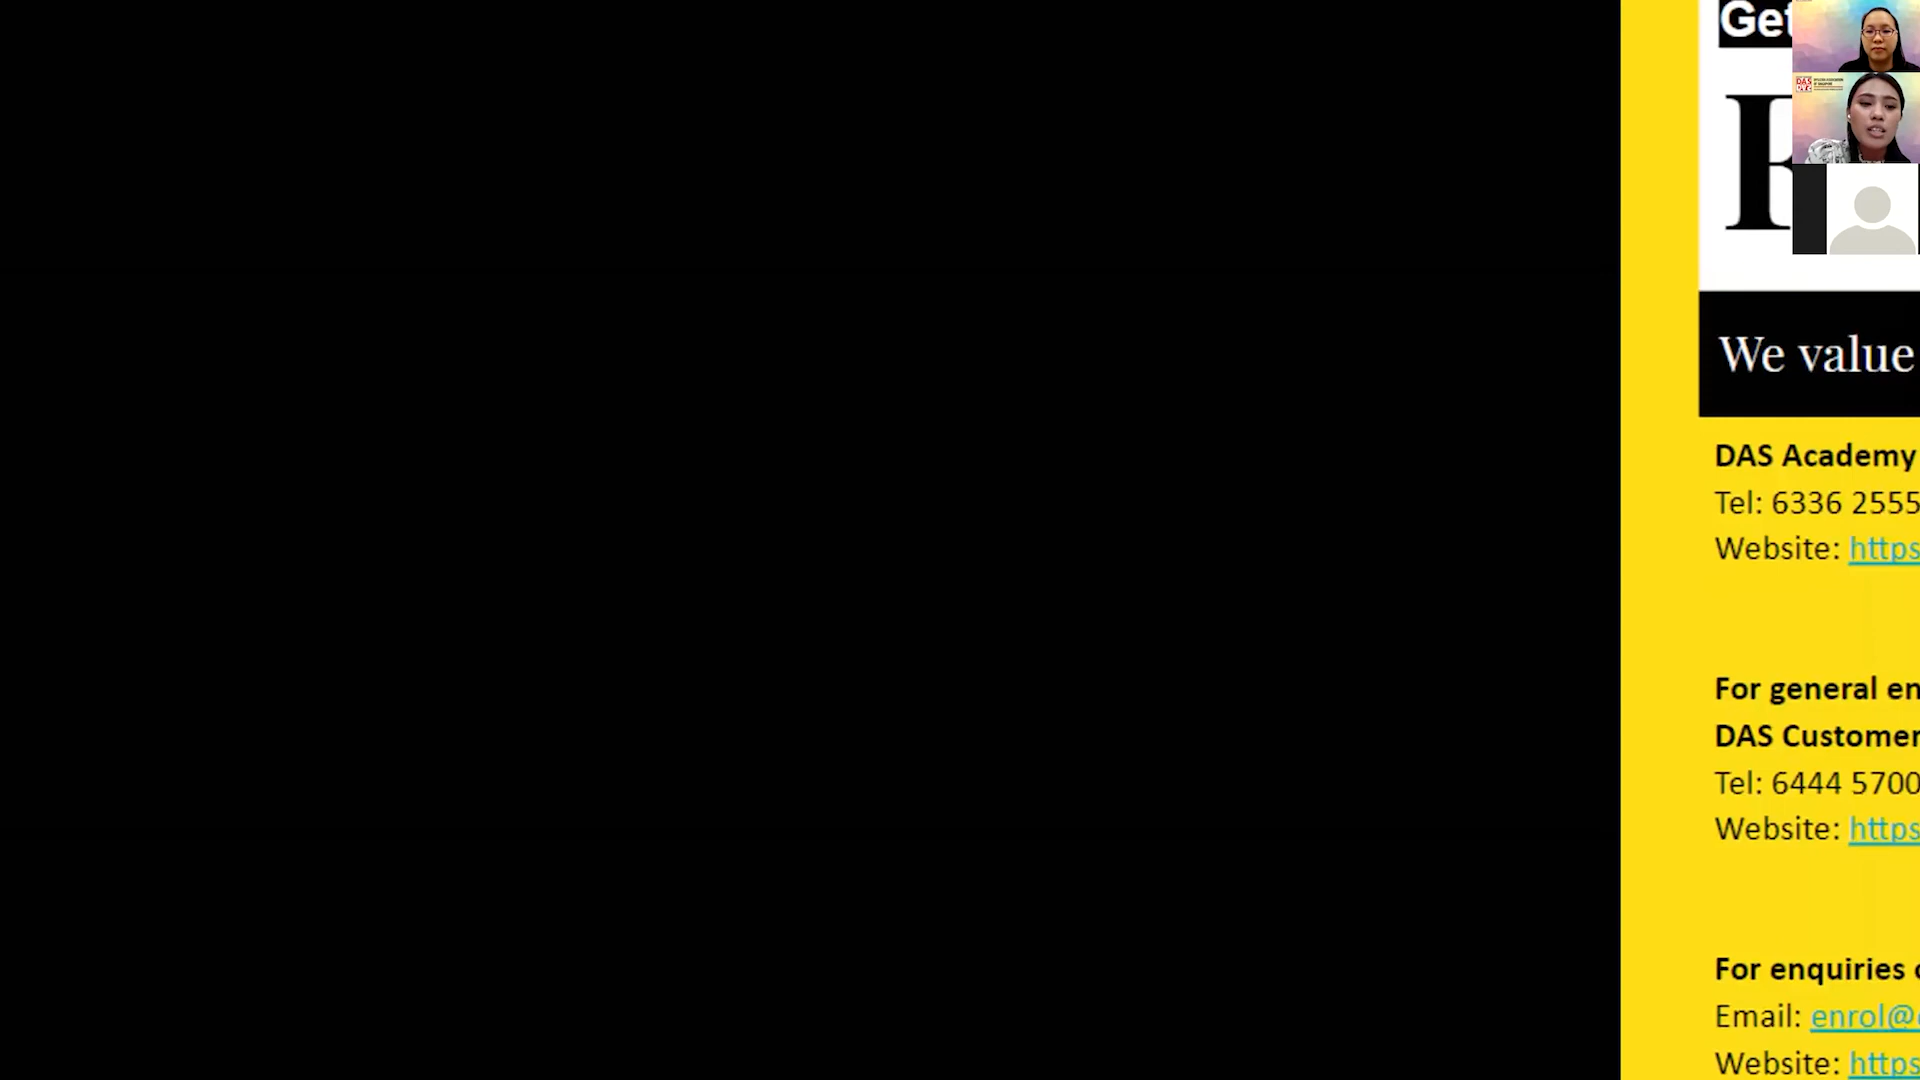 Get
We value
DAS Academy
Tel: 6336 2555
Website: https
For general en
DAS Customer
Tel: 6444 5700
Website: https
For enquiries
Email: enrol@
Website: https
DAS